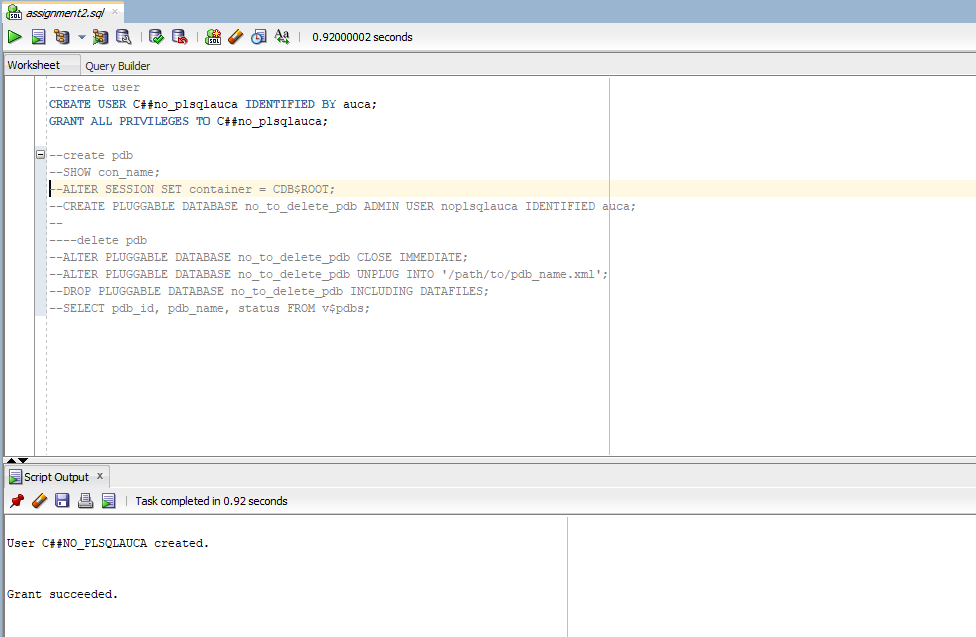 assignment2.sql
0.92000002 seconds
Worksheet Query Builder
--create user
CREATE USER C##no_plsqlauca IDENTIFIED BY auca;
GRANT ALL PRIVILEGES TO C##no_plsqlauca;
--create pdb
--SHOW con_name;
--ALTER SESSION SET container = CDB$ROOT;
--CREATE PLUGGABLE DATABASE no_to_delete_pdb ADMIN USER noplsqlauca IDENTIFIED auca;
--
----delete pdb
--ALTER PLUGGABLE DATABASE no_to_delete_pdb CLOSE IMMEDIATE;
--ALTER PLUGGABLE DATABASE no_to_delete_pdb UNPLUG INTO '/path/to/pdb_name.xml';
--DROP PLUGGABLE DATABASE no_to_delete_pdb INCLUDING DATAFILES;
--SELECT pdb_id, pdb_name, status FROM v$pdbs;
Script Output x
Task completed in 0.92 seconds
User C##NO_PLSQLAUCA created.
Grant succeeded.